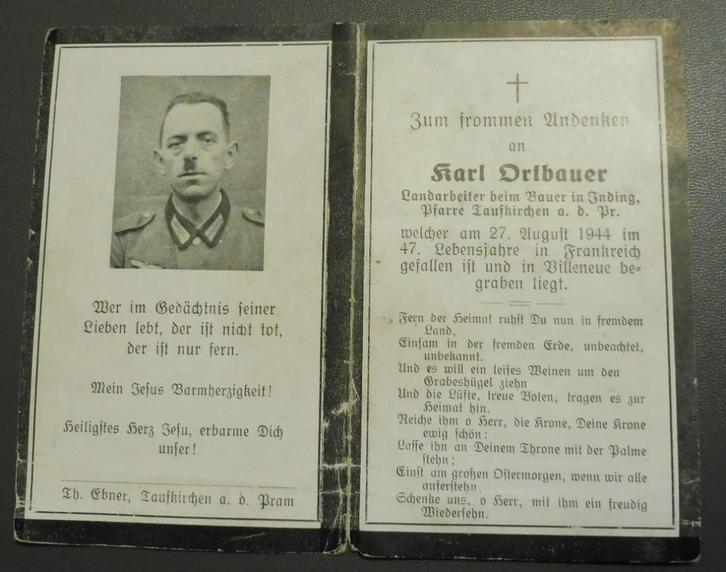 Wer im Gedächtnis seiner
Lieben lebt, der ist nicht tot,
der ist nur fern.
Mein Jesus Barmherzigkeit!
Heiligstes Herz Jesu, erbarme Dich
unser!
Th. Ebner, Taufkirchen a. d. Pram
Zum frommen Andenken
an
Karl Ortbauer
Landarbeiter beim Bauer in Inding,
Pfarre Taufkirchen a. d. Pr.
welcher am 27. August 1944 im
47. Lebensjahre in Frankreich
gefallen ist und in Villeneue be-
graben liegt.
Fern der Heimat ruhst Du nun in fremdem
Land,
Einsam in der fremden Erde, unbeachtet,
unbekannt.
Und es will ein leises Weinen um den
Grabeshügel ziehn
Und die Lüfte, treue Boten, tragen es zur
Heimat hin.
Reiche ihm o Herr, die Krone, Deine Krone
ewig schön:
Lasse ihn an Deinem Throne mit der Palme
stehn;
Einst am großen Ostermorgen, wenn wir alle
auferstehn,
Schenke uns, o Herr, mit ihm ein freudig
Wiedersehn.